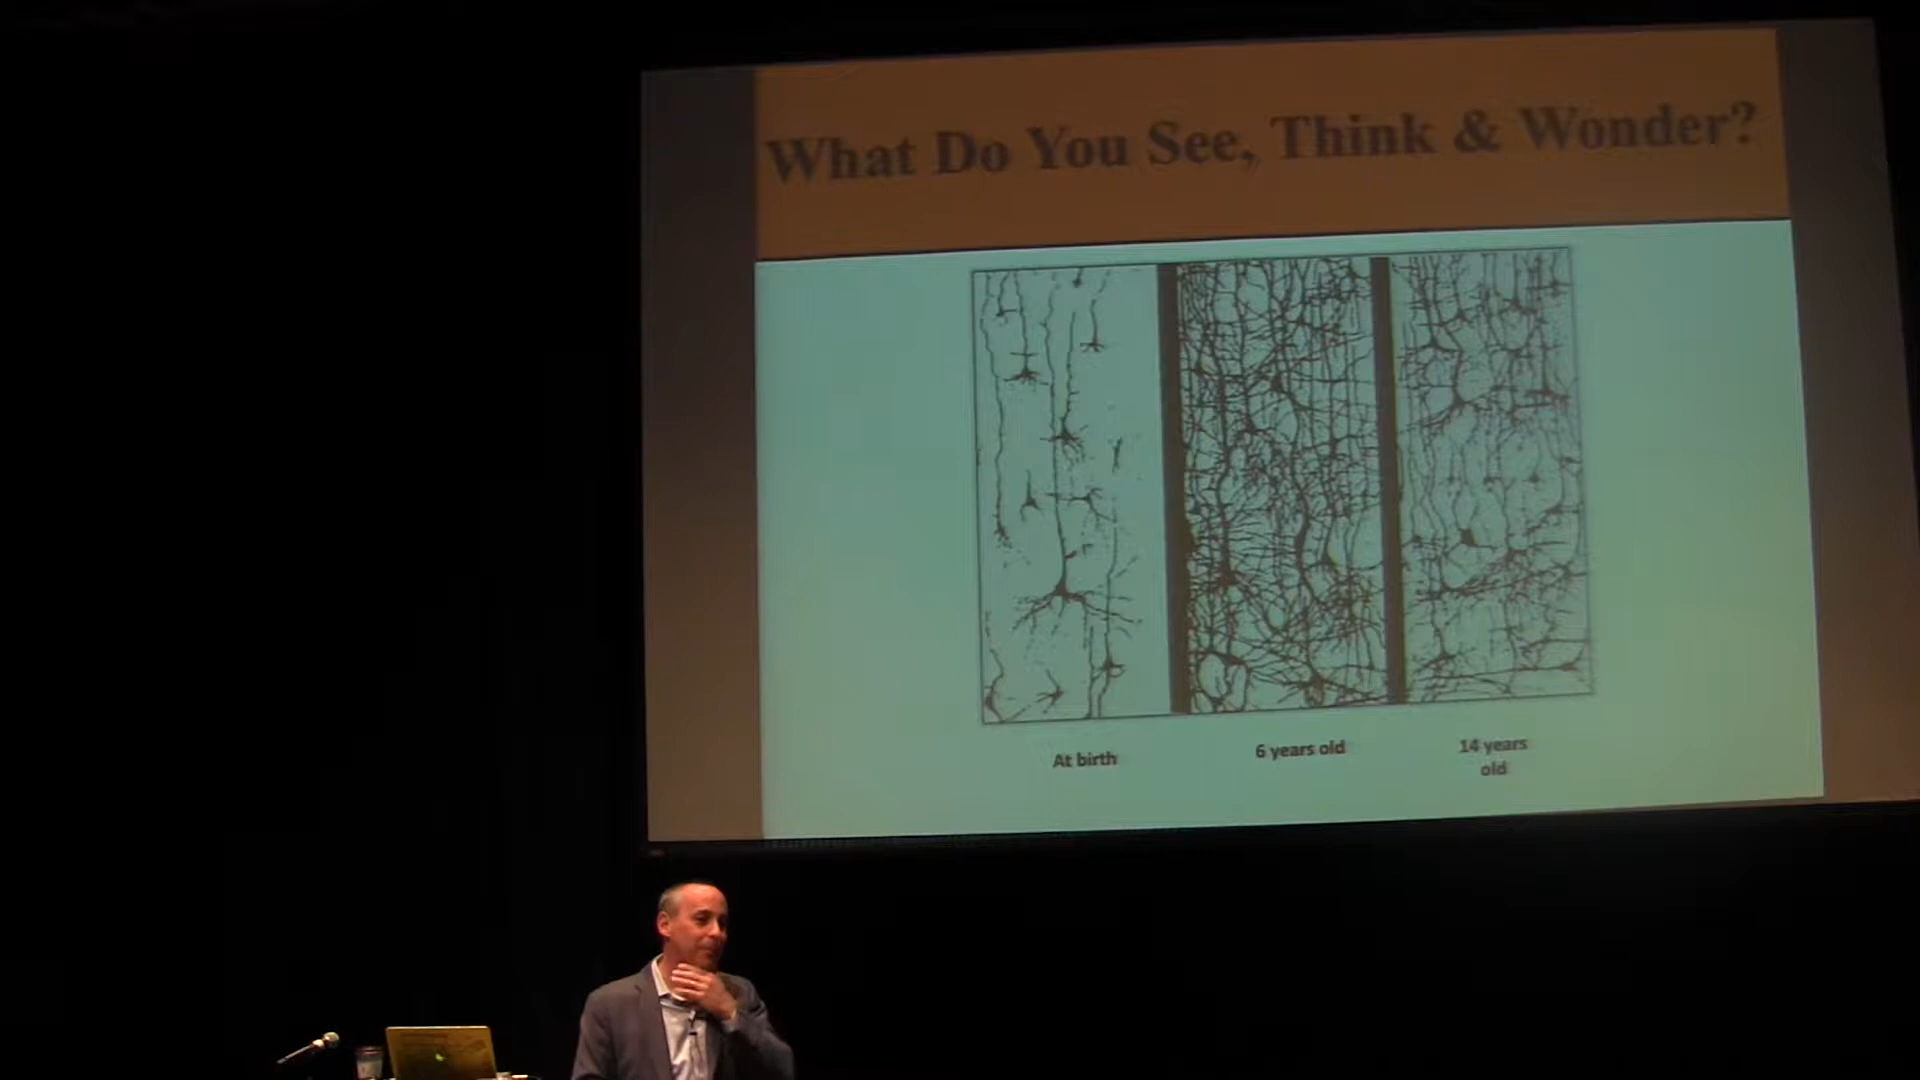 What Do You See, Think & Wonder?
At birth
6 years old
14 years
old